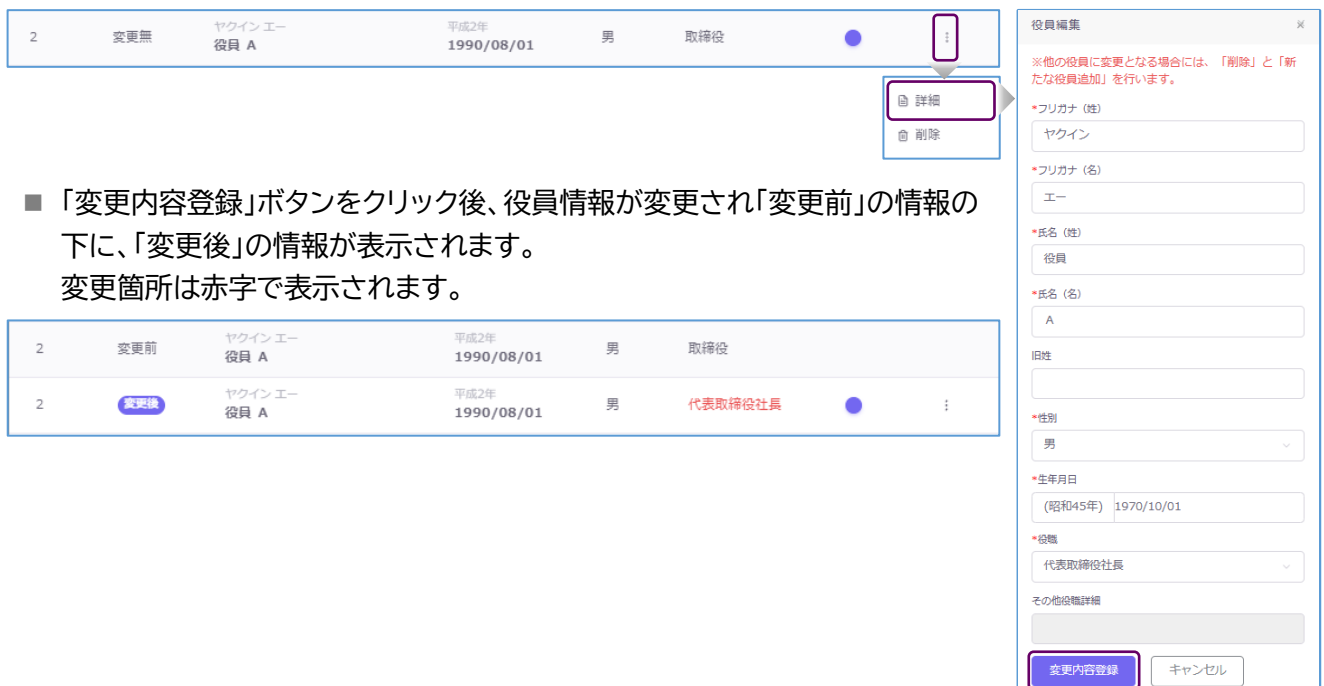 2 変更無 ヤクイン エー 平成2年 男 取締役
役員 A 1990/08/01
詳細
削除
■ 「変更内容登録」ボタンをクリック後、役員情報が変更され「変更前」の情報の
下に、「変更後」の情報が表示されます。
変更箇所は赤字で表示されます。
2 変更前 ヤクイン エー 平成2年 男 取締役
役員 A 1990/08/01
2 変更後 ヤクイン エー 平成2年 男 代表取締役社長
役員 A 1990/08/01
役員編集
※他の役員に変更となる場合には、「削除」と「新
たな役員追加」を行います。
*フリガナ（姓）
ヤクイン
*フリガナ（名）
エー
*氏名（姓）
役員
*氏名（名）
A
旧姓
*性別
男
*生年月日
(昭和45年) 1970/10/01
*役職
代表取締役社長
その他役職詳細
変更内容登録 キャンセル